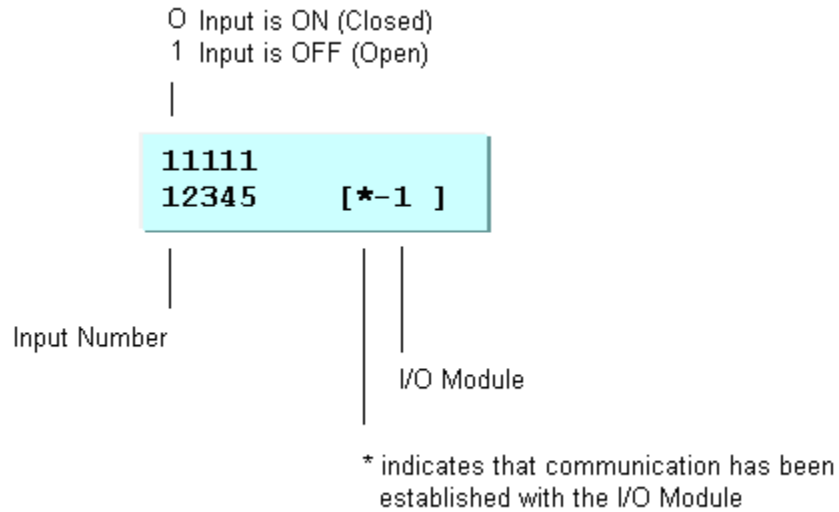 O Input is ON (Closed)
1 Input is OFF (Open)
11111
12345 [*-1 ]
Input Number
I/O Module
* indicates that communication has been
established with the I/O Module